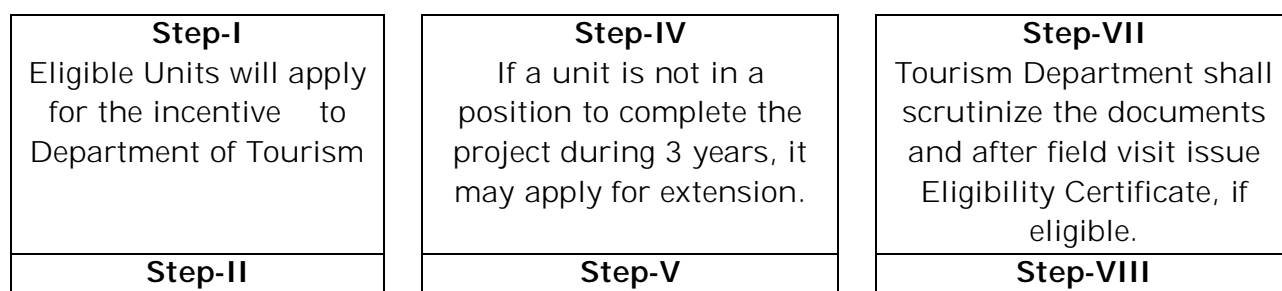 Step-I
Eligible Units will apply
for the incentive to
Department of Tourism
Step-II
Step-IV
If a unit is not in a
position to complete the
project during 3 years, it
may apply for extension.
Step-V
Step-VII
Tourism Department shall
scrutinize the documents
and after field visit issue
Eligibility Certificate, if
eligible.
Step-VIII